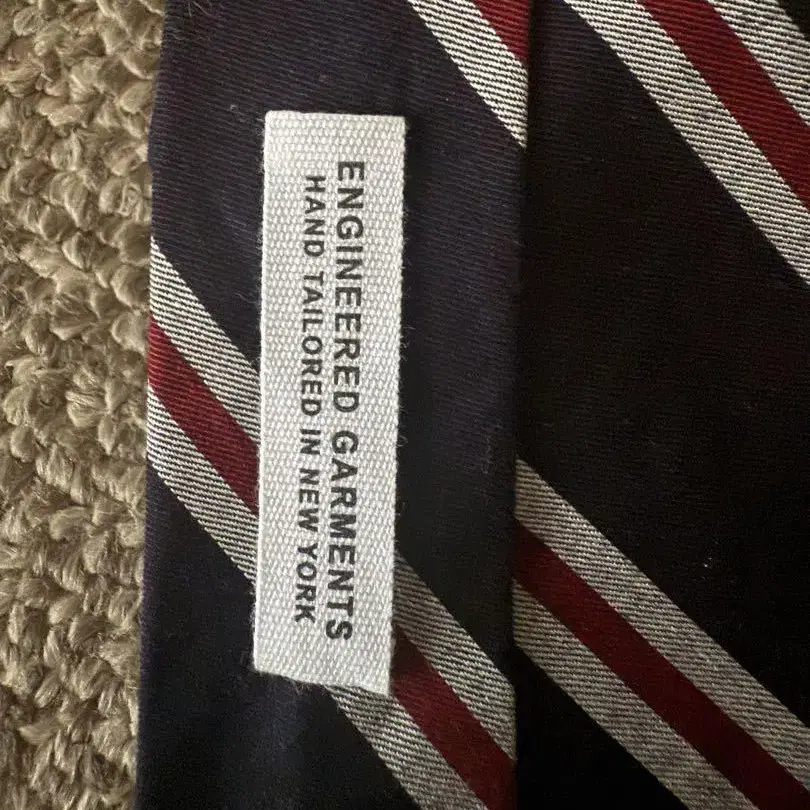 ENGINEERED GARMENTS
HAND TAILORED IN NEW YORK